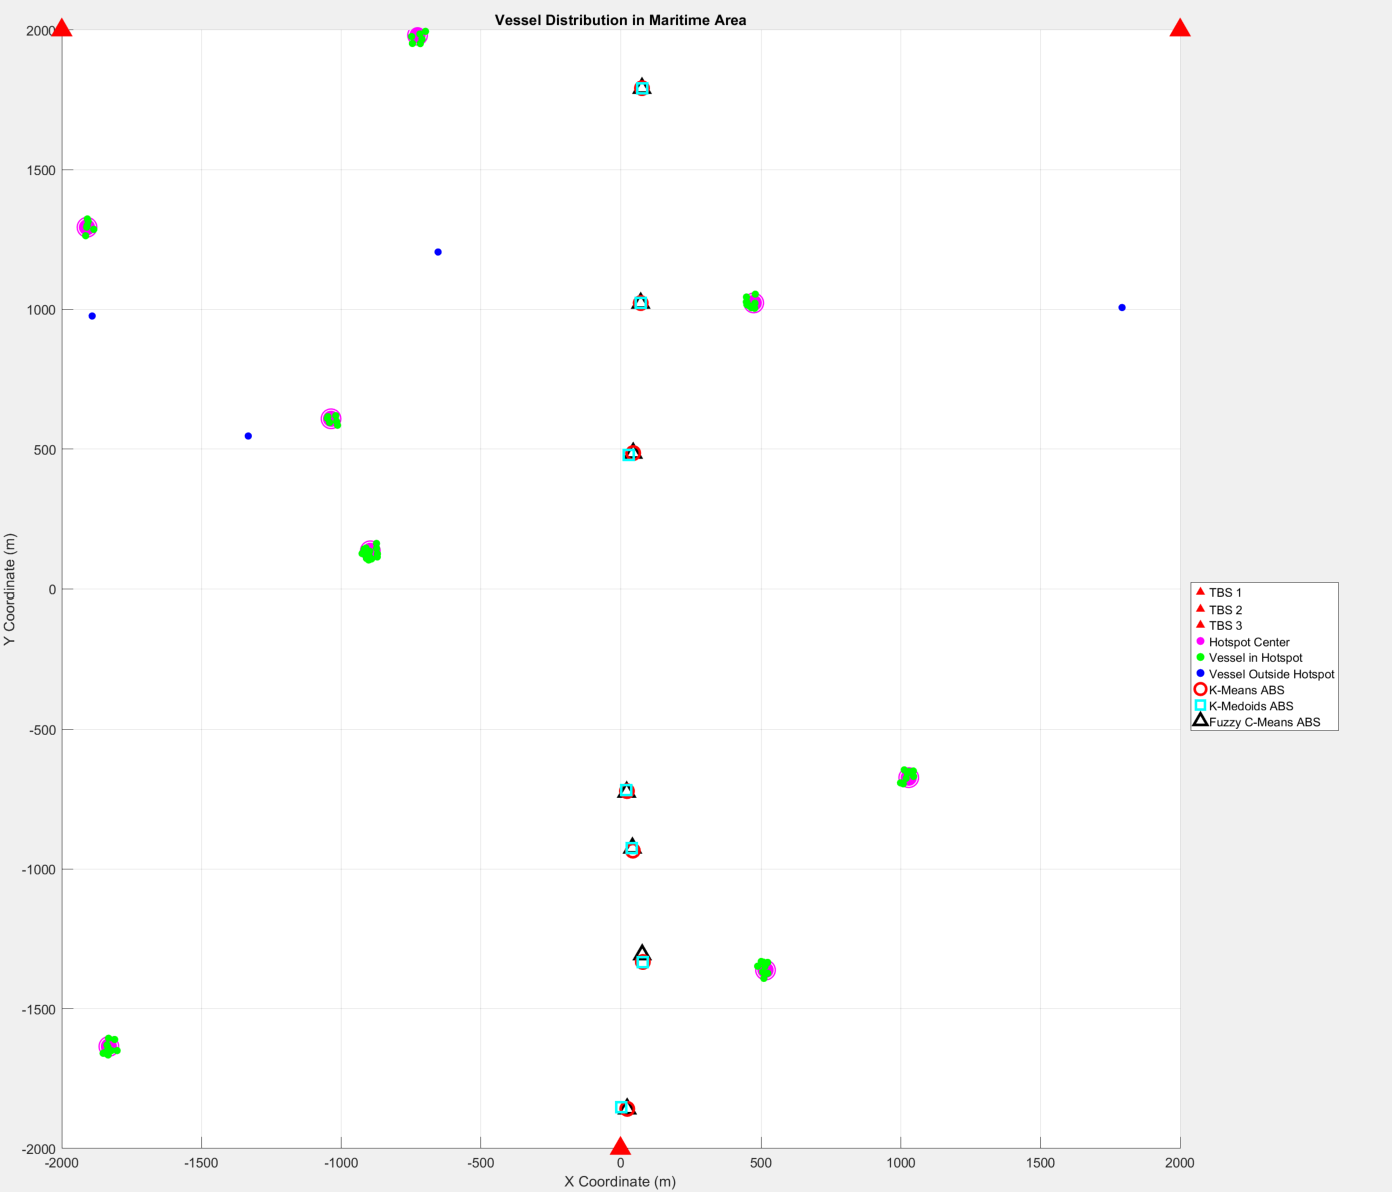 Vessel Distribution in Maritime Area
2000
1500
1000
500
0
-500
-1000
-1500
-2000
Y Coordinate (m)
-2000 -1500 -1000 -500 0 500 1000 1500 2000
X Coordinate (m)
TBS 1
TBS 2
TBS 3
Hotspot Center
Vessel in Hotspot
Vessel Outside Hotspot
K-Means ABS
K-Medoids ABS
Fuzzy C-Means ABS